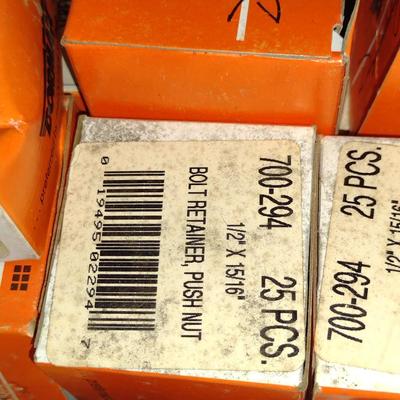 700-294 25 PCS.
1/2" X 15/16"
BOLT RETAINER, PUSH NUT
0 19495 02294 7
700-294 25 PCS.
1/2" X 15/16"